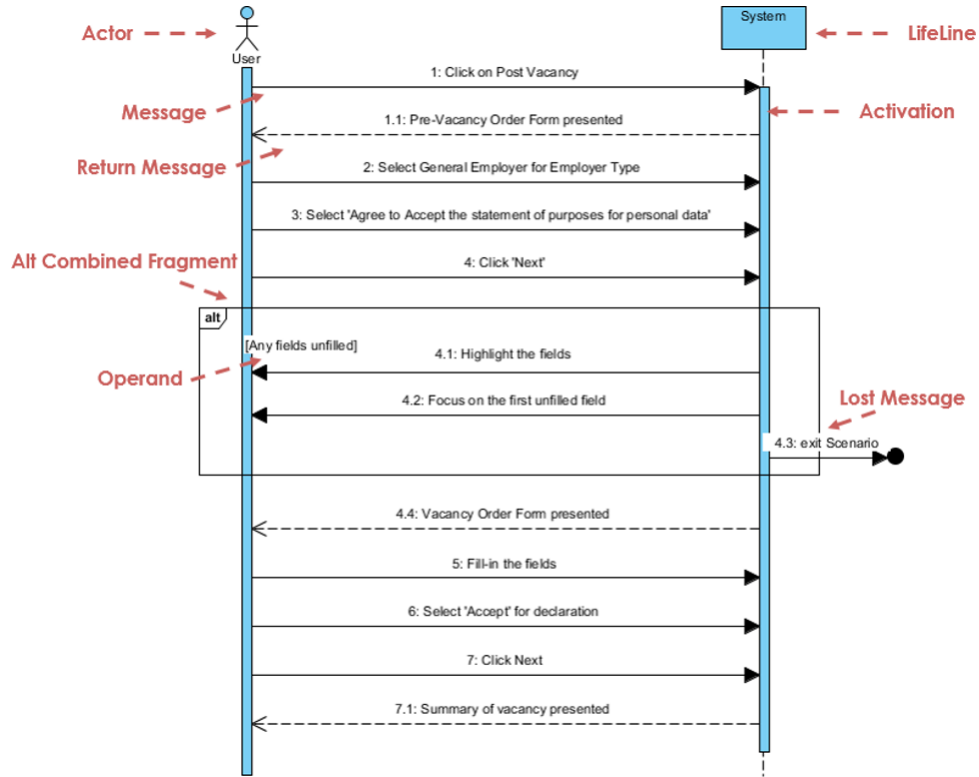 System
Actor
LifeLine
User
1: Click on Post Vacancy
Message
Activation
1.1: Pre-Vacancy Order Form presented
Return Message
2: Select General Employer for Employer Type
3: Select 'Agree to Accept the statement of purposes for personal data'
Alt Combined Fragment
4: Click 'Next'
alt
[Any fields unfilled]
4.1: Highlight the fields
Operand
4.2: Focus on the first unfilled field
Lost Message
4.3: exit Scenario
4.4: Vacancy Order Form presented
5: Fill-in the fields
6: Select 'Accept' for declaration
7: Click Next
7.1: Summary of vacancy presented